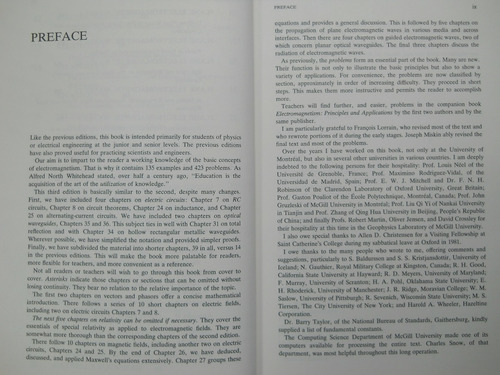 PREFACE
Like the previous editions, this book is intended primarily for students of physics
or electrical engineering at the junior and senior levels. The previous editions
have also proved useful for practicing scientists and engineers.
Our aim is to impart to the reader a working knowledge of the basic concepts
of electromagnetism. That is why it contains 135 examples and 423 problems. As
Alfred North Whitehead stated, over half a century ago, "Education is the
acquisition of the art of the utilization of knowledge."
This third edition is basically similar to the second, despite many changes.
First, we have included four chapters on electric circuits: Chapter 7 on RC
circuits, Chapter 8 on circuit theorems, Chapter 24 on inductance, and Chapter
25 on alternating-current circuits. We have included two chapters on optical
waveguides, Chapters 35 and 36. This subject ties in well with Chapter 31 on total
reflection and with Chapter 34 on hollow rectangular metallic waveguides.
Wherever possible, we have simplified the notation and provided simpler proofs.
Finally, we have subdivided the material into shorter chapters, 39 in all, versus 14
in the previous editions. This will make the book more palatable for readers,
more flexible for teachers, and more convenient as a reference.
Not all readers or teachers will wish to go through this book from cover to
cover. Asterisks indicate those chapters or sections that can be omitted without
losing continuity. They bear no relation to the relative importance of the topic.
The first two chapters on vectors and phasors offer a concise mathematical
introduction. There follows a series of 10 short chapters on electric fields,
including two on electric circuits Chapters 7 and 8.
The next five chapters on relativity can be omitted if necessary. They cover the
essentials of special relativity as applied to electromagnetic fields. They are
somewhat more thorough than the corresponding chapters of the second edition.
There follow 10 chapters on magnetic fields, including another two on electric
circuits, Chapters 24 and 25. By the end of Chapter 26, we have deduced,
discussed, and applied Maxwell's equations extensively. Chapter 27 groups these
PREFACE ix
equations and provides a general discussion. This is followed by five chapters on
the propagation of plane electromagnetic waves in various media and across
interfaces. Then there are four chapters on guided electromagnetic waves, two of
which concern planar optical waveguides. The final three chapters discuss the
radiation of electromagnetic waves.
As previously, the problems form an essential part of the book. Many are new.
Their function is not only to illustrate the basic principles but also to show a
variety of applications. For convenience, the problems are now classified by
section, approximately in order of increasing difficulty. They proceed in short
steps. This makes them more instructive and permits the reader to accomplish
more.
Teachers will find further, and easier, problems in the companion book
Electromagnetism: Principles and Applications by the first two authors and by the
same publisher.
I am particularly grateful to François Lorrain, who revised most of the text and
who rewrote portions of it during the early stages. Joseph Miskin ably revised the
final text and most of the problems.
Over the years I have worked on this book, not only at the University of
Montréal, but also in several other universities in various countries. I am deeply
indebted to the following persons for their hospitality: Prof. Louis Néel of the
Université de Grenoble, France; Prof. Maximino Rodríguez-Vidal, of the
Universidad de Madrid, Spain; Prof. E. W. J. Mitchell and Dr. F. N. H.
Robinson of the Clarendon Laboratory of Oxford University, Great Britain;
Prof. Gaston Poulet of the École Polytechnique de Montréal, Canada; Prof. John
Gruzleski of McGill University in Montréal; Prof. Liu Qi Yi of Nankai University
in Tianjin and Prof. Zhang of Qing Hua University in Beijing, People's Republic of
China; and finally Profs. Robert Martin, Oliver Jensen, and David Crossley for
their hospitality at this time in the Geophysics Laboratory of McGill University.
I also owe special thanks to Allen D. Christensen for a Visiting Fellowship at
Saint Catherine's College during my sabbatical leave at Oxford in 1981.
I owe thanks to the many people who wrote to me, offering comments and
suggestions, particularly to S. Balderson and S. S. Krstajic, University of
Iceland; N. Gauthier, Royal Military College at Kingston, Canada; R. H. Good,
California State University at Hayward; R. D. Meyers, University of Maryland;
F. Murray, University of Scranton; H. A. Pohl, Oklahoma State University; E.
H. Rhoderick, University of Manchester; J. R. Ridge, Moravian College; W. M.
Saslow, University of Pittsburgh; R. Sevenich, Wisconsin State University; M. S.
Tiersen, The City University of New York; and Harold A. Wheeler, Hazeltine
Corporation.
Dr. Barry Taylor, of the National Bureau of Standards, Gaithersburg, kindly
supplied a list of fundamental constants.
The Computing Science Department of McGill University made one of its
computers available for processing the entire text. Charles Snow, of that
department, was most helpful throughout this long operation.